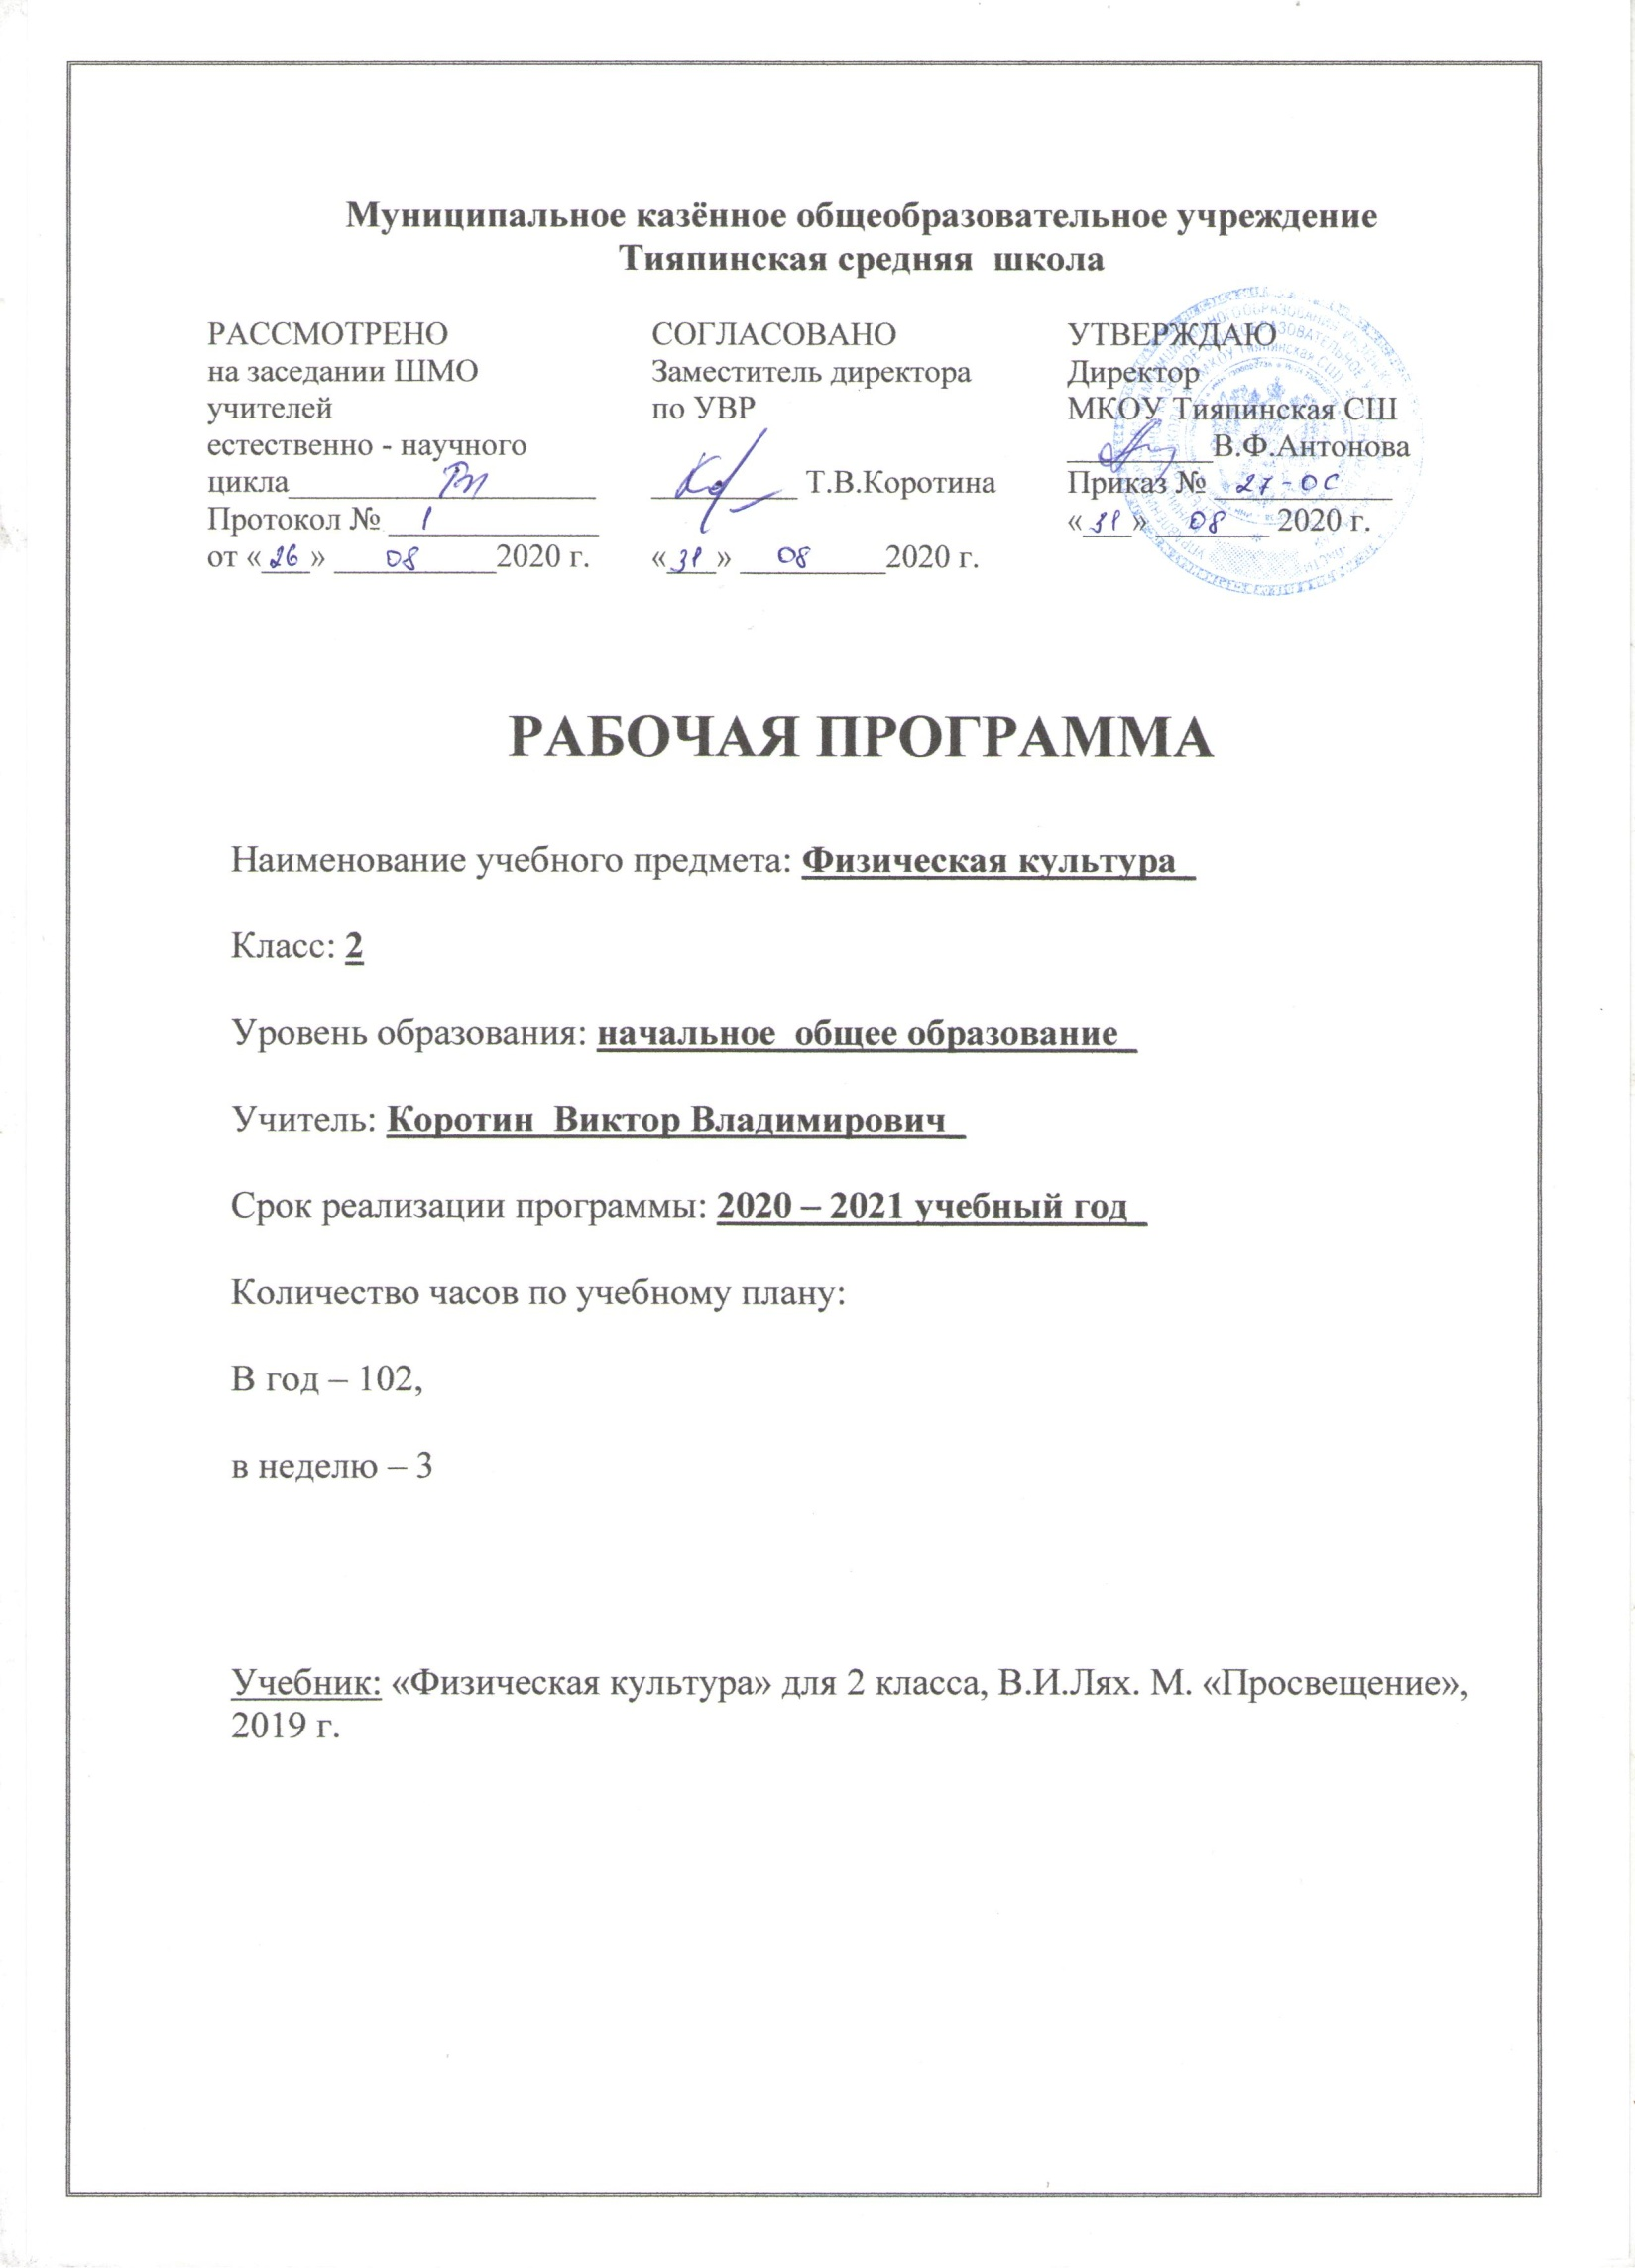 Муниципальное казённое общеобразовательное учреждение
Тияпинская средняя школа
РАССМОТРЕНО
на заседании ШМО
учителей
естественно - научного
цикла___________________
Протокол № 1
от «26» 08 2020 г.
СОГЛАСОВАНО
Заместитель директора
по УВР
_________ Т.В.Коротина
«31» 08 2020 г.
УТВЕРЖДАЮ
Директор
МКОУ Тияпинская СШ
_________В.Ф.Антонова
Приказ № 27-ОС
«31» 08 2020 г.
РАБОЧАЯ ПРОГРАММА
Наименование учебного предмета: Физическая культура
Класс: 2
Уровень образования: начальное общее образование
Учитель: Коротин Виктор Владимирович
Срок реализации программы: 2020 – 2021 учебный год
Количество часов по учебному плану:
В год – 102,
в неделю – 3
Учебник: «Физическая культура» для 2 класса, В.И.Лях. М. «Просвещение»,
2019 г.